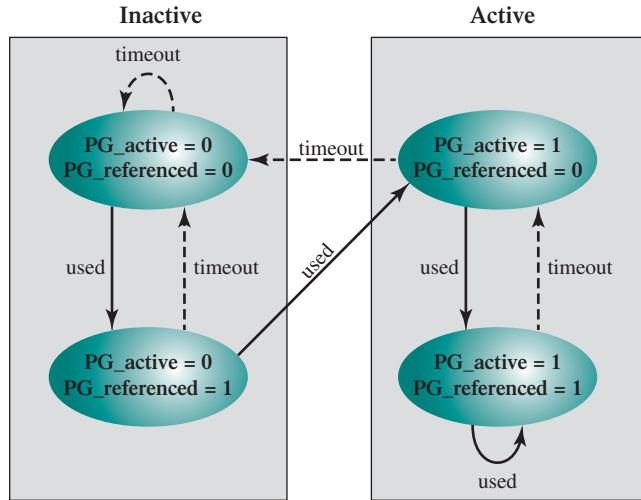 Inactive
Active
timeout
PG_active = 0
PG_referenced = 0
timeout
PG_active = 1
PG_referenced = 0
used
timeout
used
used
timeout
PG_active = 0
PG_referenced = 1
PG_active = 1
PG_referenced = 1
used